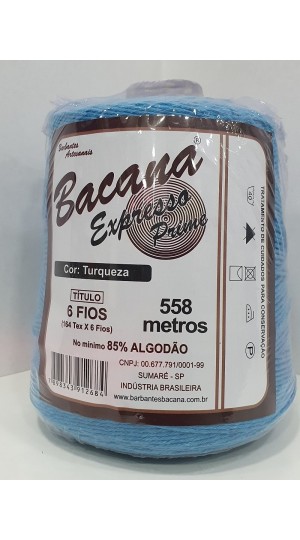 Barbantes
Artesanais
Bacana®
Expresso
Prime
Cor: Turqueza
TÍTULO
6 FIOS
(164 Tex X 6 Fios)
558
metros
No mínimo 85% ALGODÃO
CNPJ: 00.677.791/0001-99
SUMARÉ - SP
INDÚSTRIA BRASILEIRA
www.barbantesbacana.com.br
TRATAMENTO DE CUIDADOS PARA CONSERVAÇÃO
40°
P